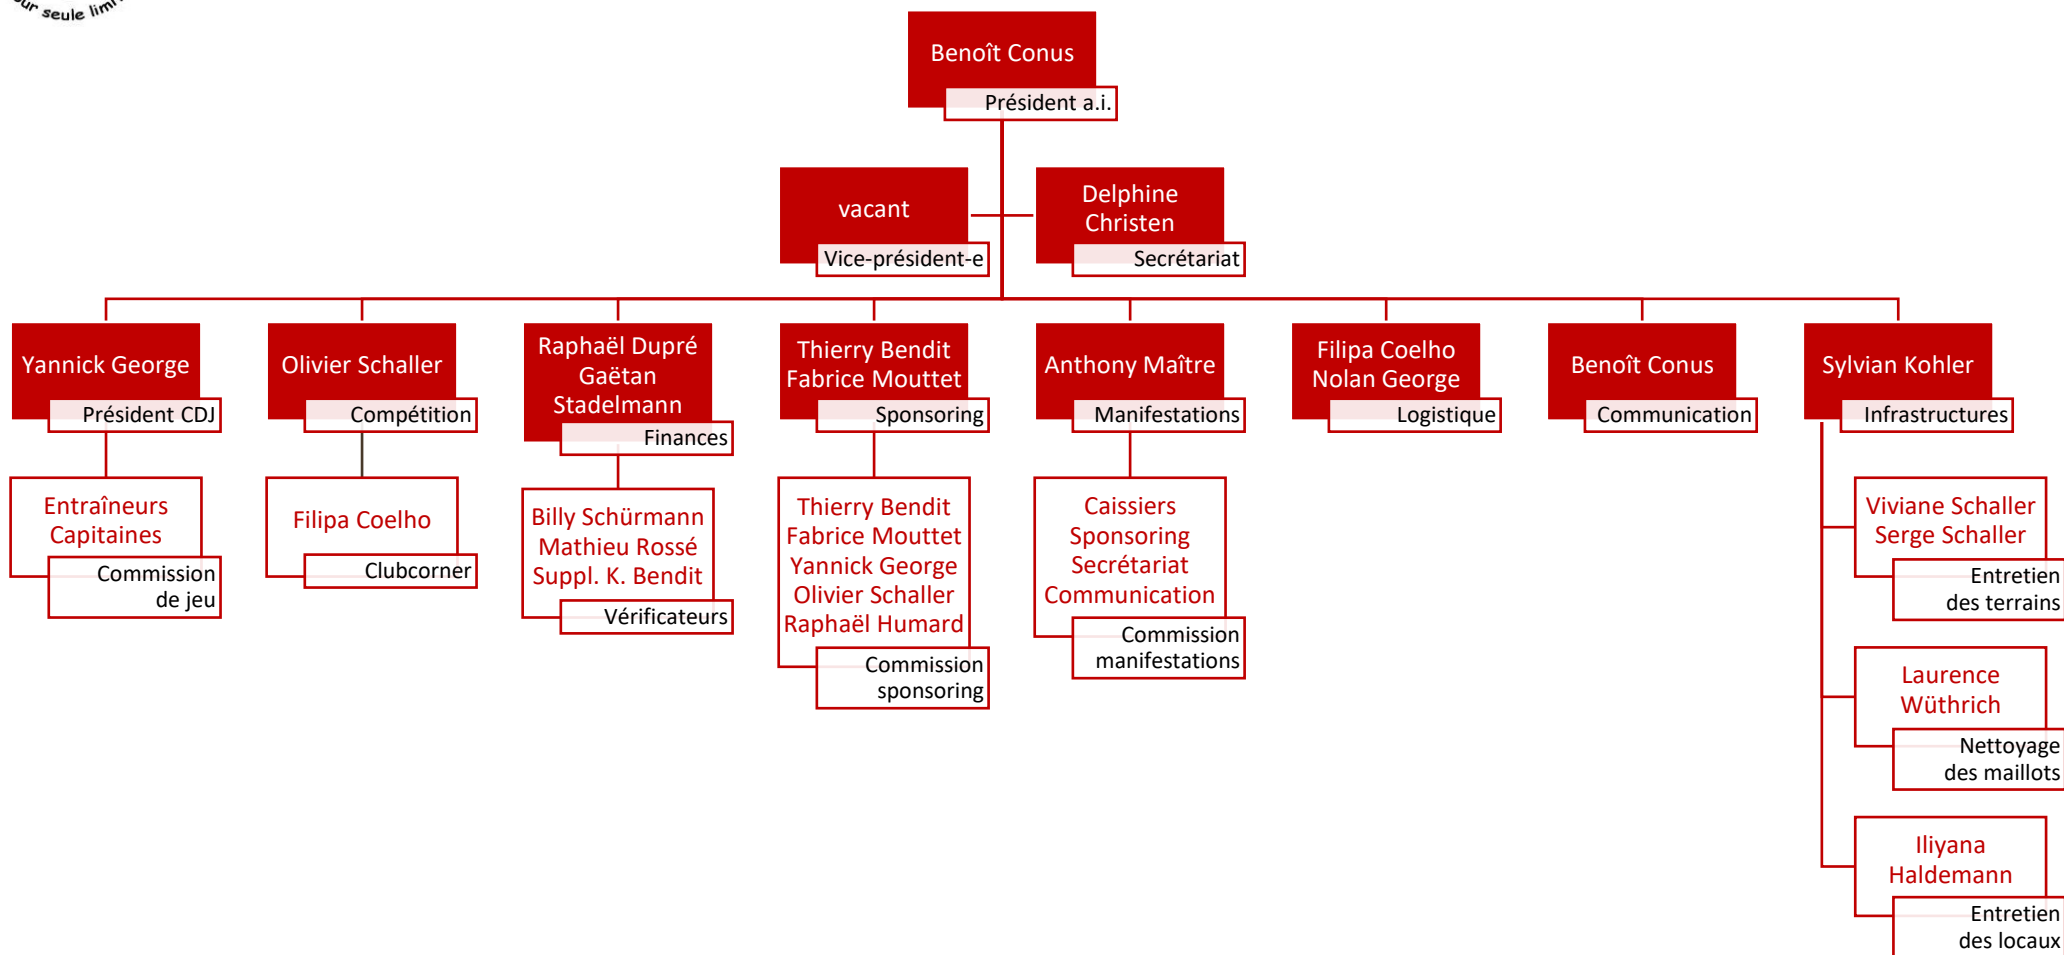 seule
Benoît Conus
Président a.i.
vacant
Vice-président-e
Delphine
Christen
Secrétariat
Yannick George
Président CDJ
Olivier Schaller
Compétition
Raphaël Dupré
Gaëtan
Stadelmann
Finances
Thierry Bendit
Fabrice Mouttet
Sponsoring
Anthony Maître
Manifestations
Filipa Coelho
Nolan George
Logistique
Benoît Conus
Communication
Sylvian Kohler
Infrastructures
Entraîneurs
Capitaines
Commission
de jeu
Filipa Coelho
Clubcorner
Billy Schürmann
Mathieu Rossé
Suppl. K. Bendit
Vérificateurs
Thierry Bendit
Fabrice Mouttet
Yannick George
Olivier Schaller
Raphaël Humard
Commission
sponsoring
Caissiers
Sponsoring
Secrétariat
Communication
Commission
manifestations
Viviane Schaller
Serge Schaller
Entretien
des terrains
Laurence
Wüthrich
Nettoyage
des maillots
Iliyana
Haldemann
Entretien
des locaux